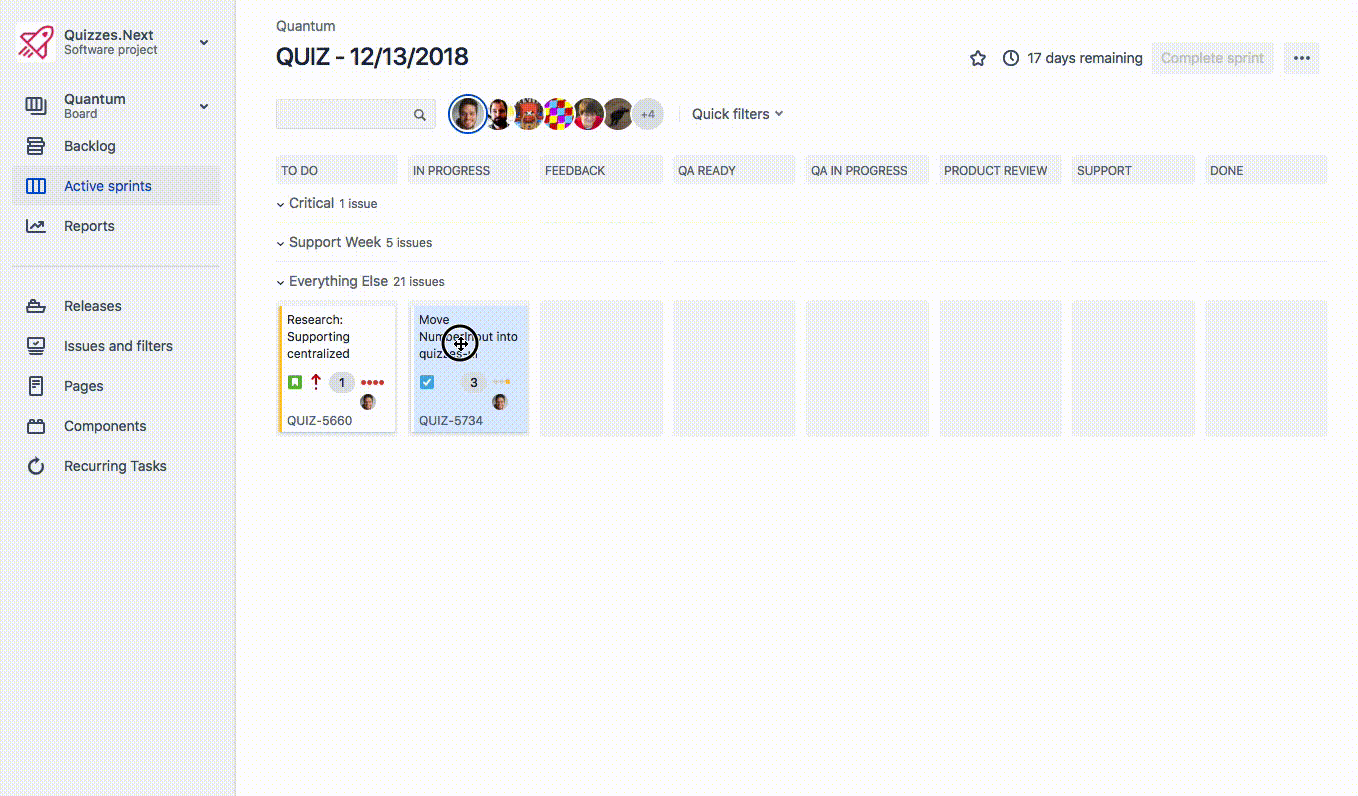 Quizzes.Next
Software project
Quantum
Board
Backlog
Active sprints
Reports
Releases
Issues and filters
Pages
Components
Recurring Tasks
Quantum
QUIZ - 12/13/2018
17 days remaining
Complete sprint
+4
Quick filters
TO DO
IN PROGRESS
FEEDBACK
QA READY
QA IN PROGRESS
PRODUCT REVIEW
SUPPORT
DONE
Critical 1 issue
Support Week 5 issues
Everything Else 21 issues
Research:
Supporting
centralized
1
QUIZ-5660
Move
NumberInput into
3
QUIZ-5734